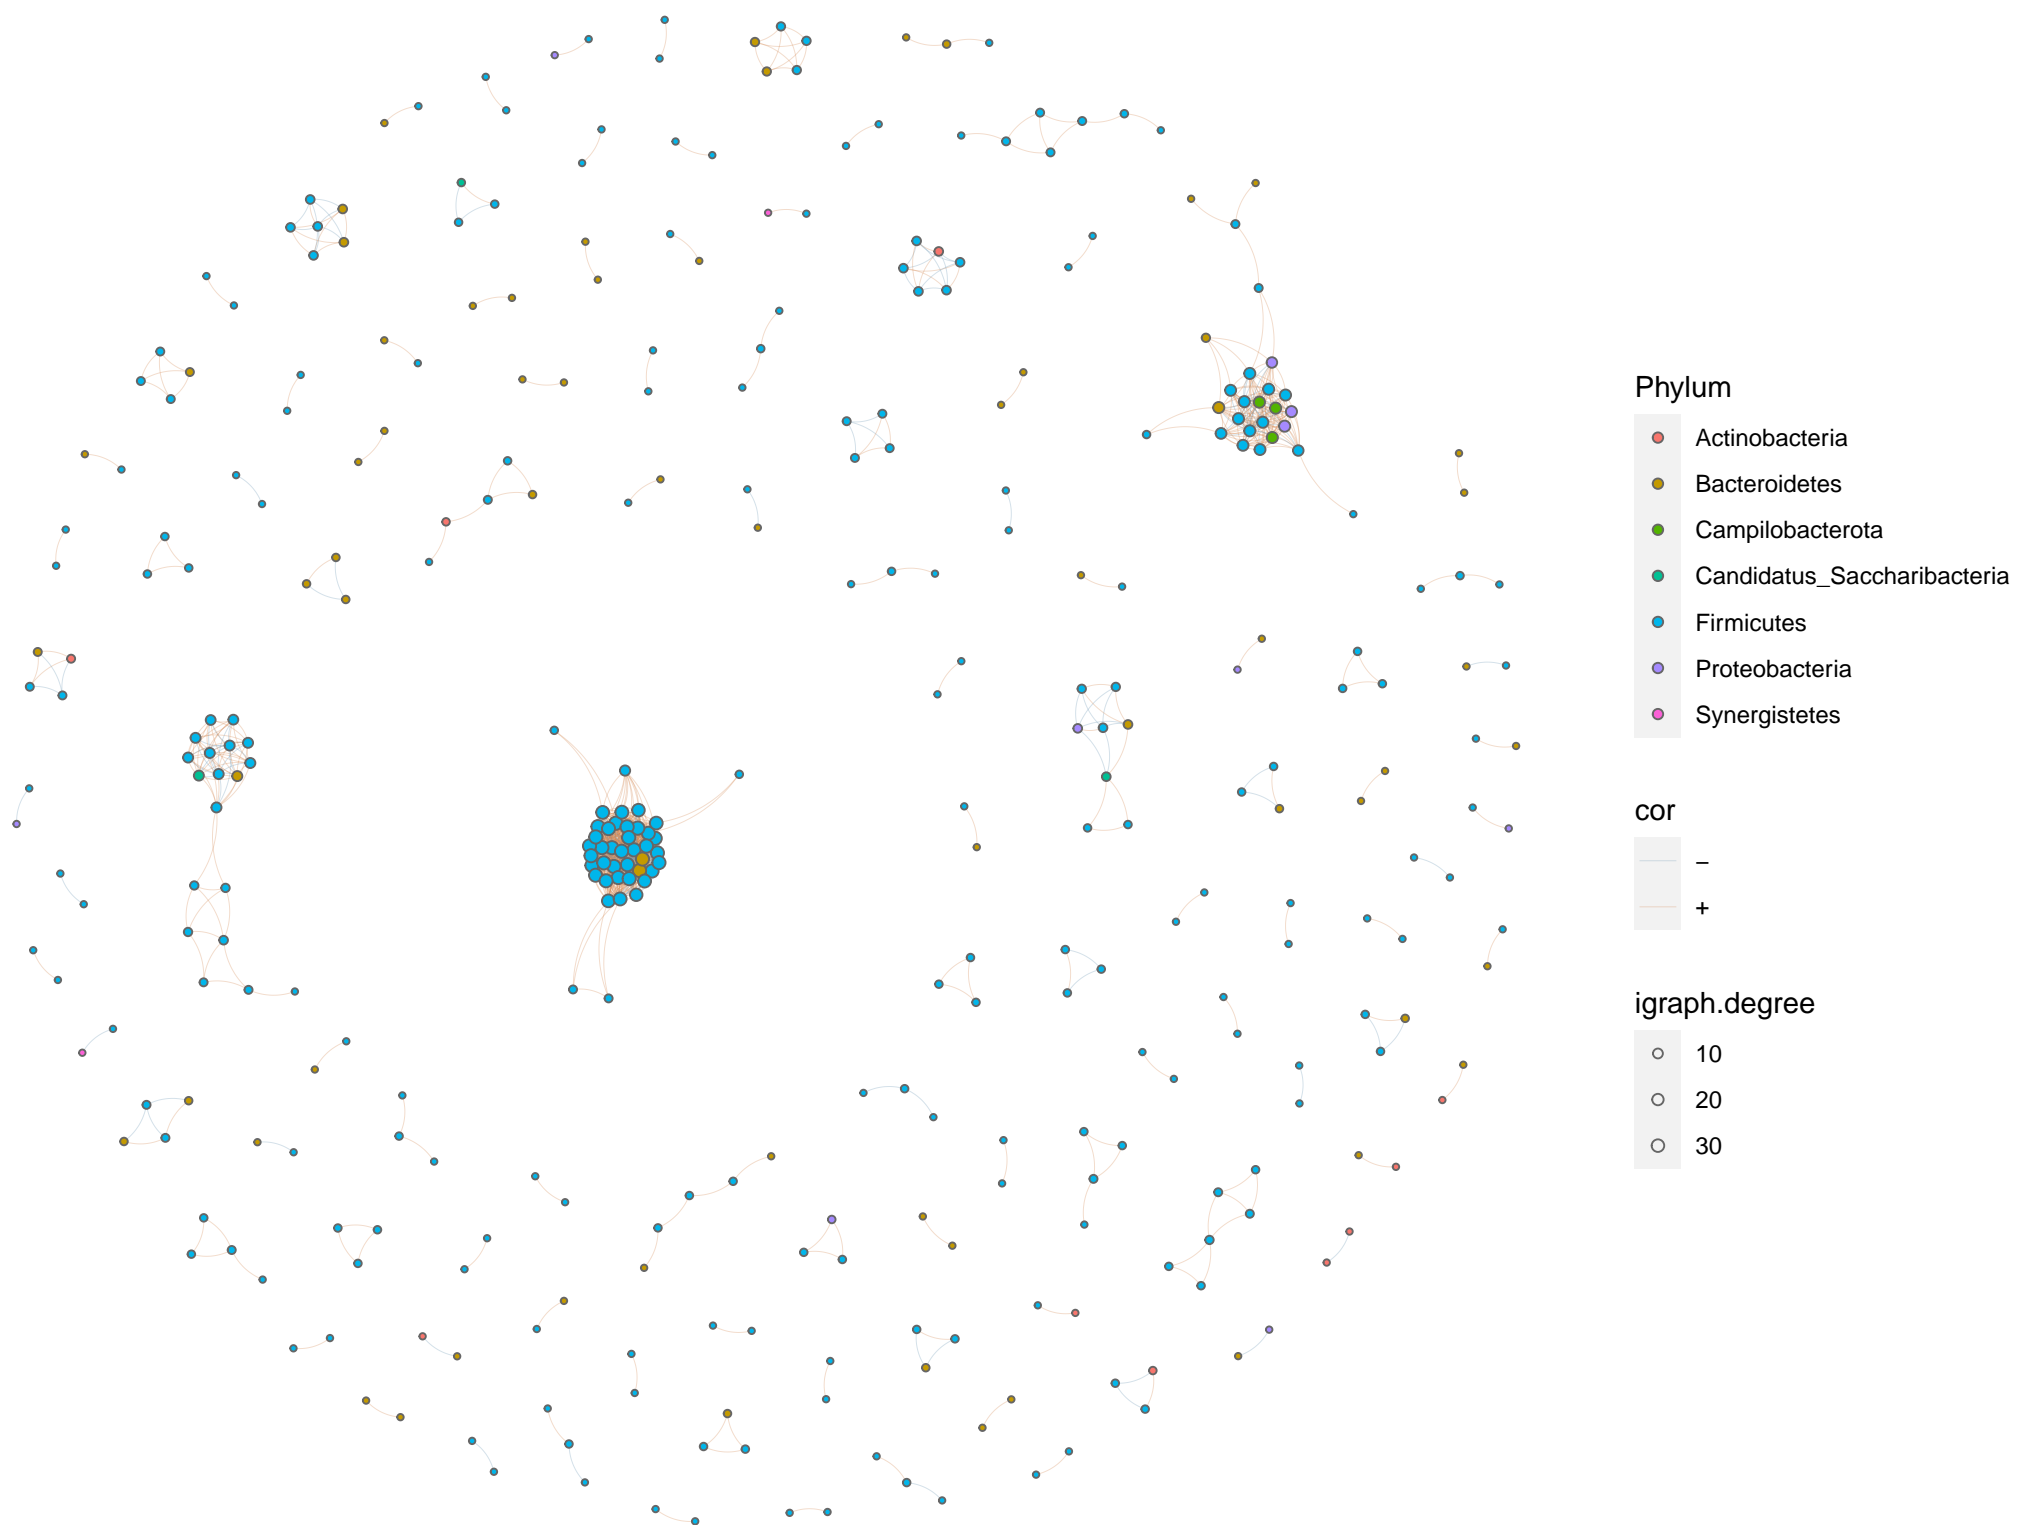 Phylum
Actinobacteria
Bacteroidetes
Campilobacterota
Candidatus_Saccharibacteria
Firmicutes
Proteobacteria
Synergistetes
cor
−
+
igraph.degree
10
20
30